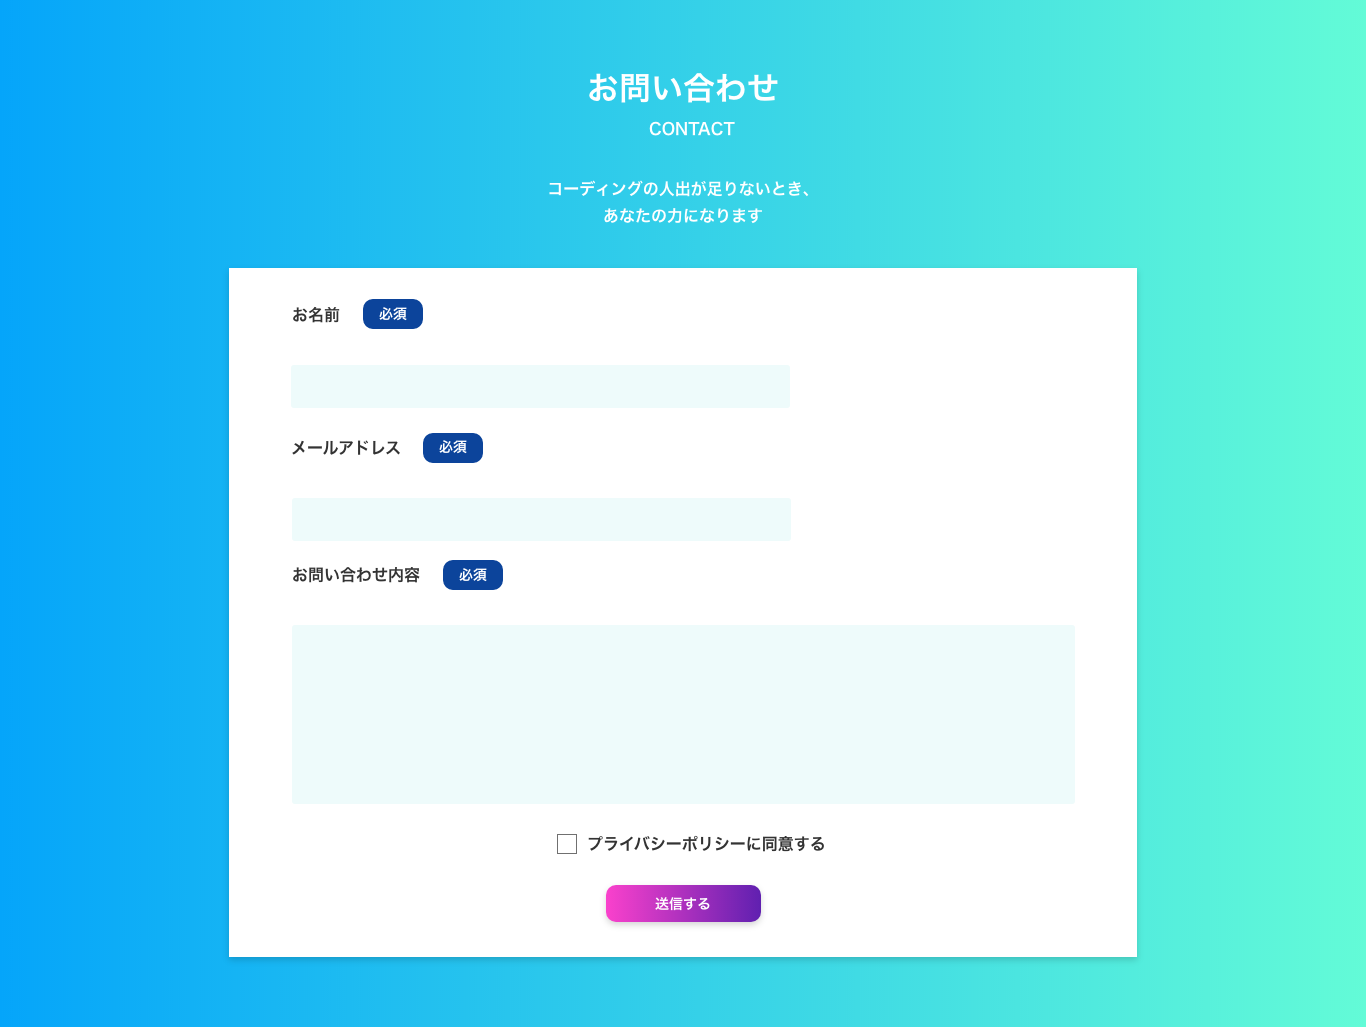 お問い合わせ
CONTACT
コーディングの人出が足りないとき、
あなたの力になります
お名前 必須
メールアドレス 必須
お問い合わせ内容 必須
プライバシーポリシーに同意する
送信する